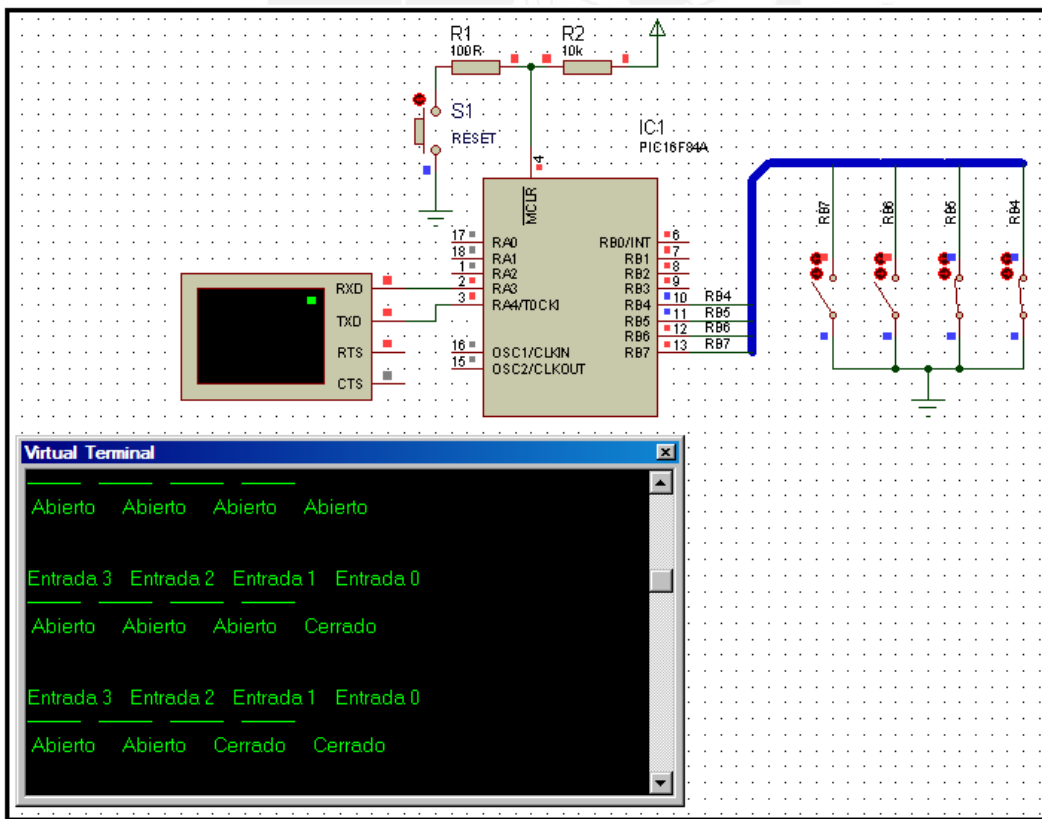 R1
100R
R2
10k
S1
RESET
IC1
PIC16F84A
4
MCLR
17
RA0
18
RA1
1
RA2
2
RA3
3
RA4/T0CKI
16
OSC1/CLKIN
15
OSC2/CLKOUT
RB0/INT
6
RB1
7
RB2
8
RB3
9
RB4
10
RB4
RB5
11
RB5
RB6
12
RB6
RB7
13
RB7
RB7
RB6
RB5
RB4
RXD
TXD
RTS
CTS
Virtual Terminal
Abierto Abierto Abierto Abierto
Entrada 3 Entrada 2 Entrada 1 Entrada 0
Abierto Abierto Abierto Cerrado
Entrada 3 Entrada 2 Entrada 1 Entrada 0
Abierto Abierto Cerrado Cerrado